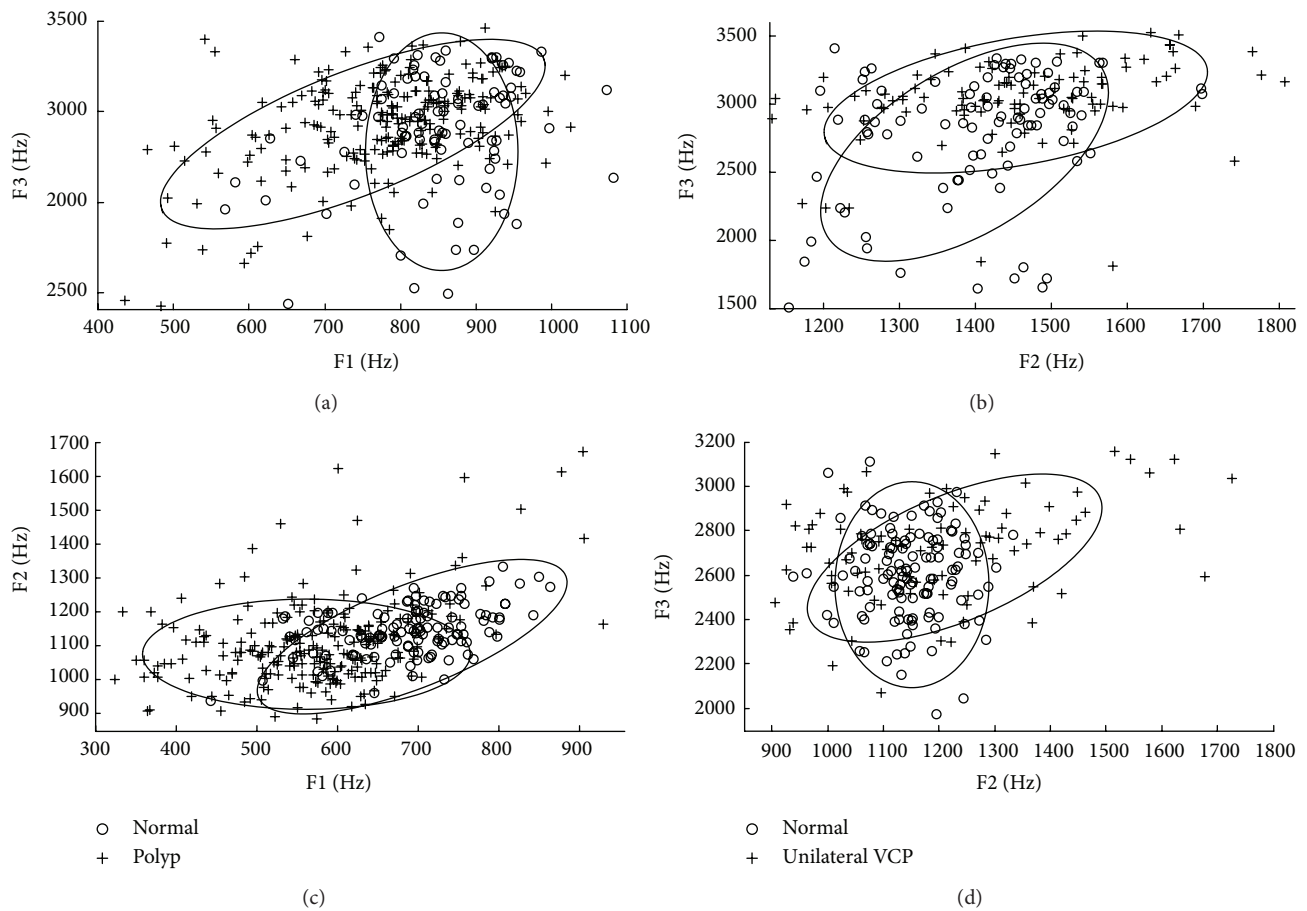 3500
3000
2000
2500
F3 (Hz)
400 500 600 700 800 900 1000 1100
F1 (Hz)
(a)
3500
3000
2500
2000
1500
F3 (Hz)
1200 1300 1400 1500 1600 1700 1800
F2 (Hz)
(b)
1700
1600
1500
1400
1300
1200
1100
1000
900
F2 (Hz)
300 400 500 600 700 800 900
F1 (Hz)
Normal
Polyp
(c)
3200
3000
2800
2600
2400
2200
2000
F3 (Hz)
900 1000 1100 1200 1300 1400 1500 1600 1700 1800
F2 (Hz)
Normal
Unilateral VCP
(d)